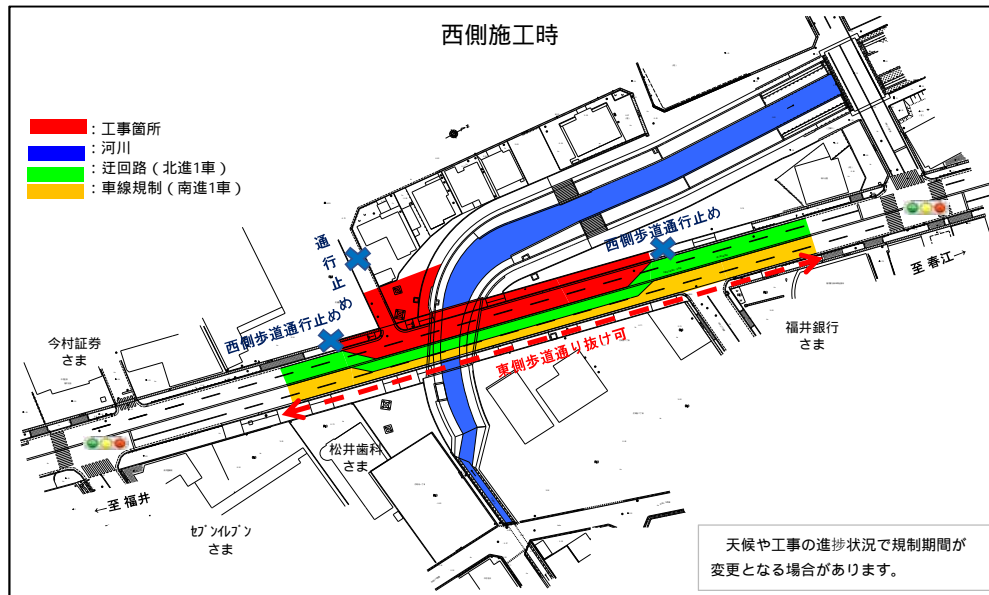 西側施工時
：工事箇所
：河川
：迂回路（北進1車）
：車線規制（南進1車）
通行止め
西側歩道通行止め
西側歩道通行止め
至 春江→
今村証券
さま
福井銀行
さま
東側歩道通り抜け可
松井歯科
さま
←至 福井
ｾﾌﾞﾝｲﾚﾌﾞﾝ
さま
天候や工事の進捗状況で規制期間が
変更となる場合があります。